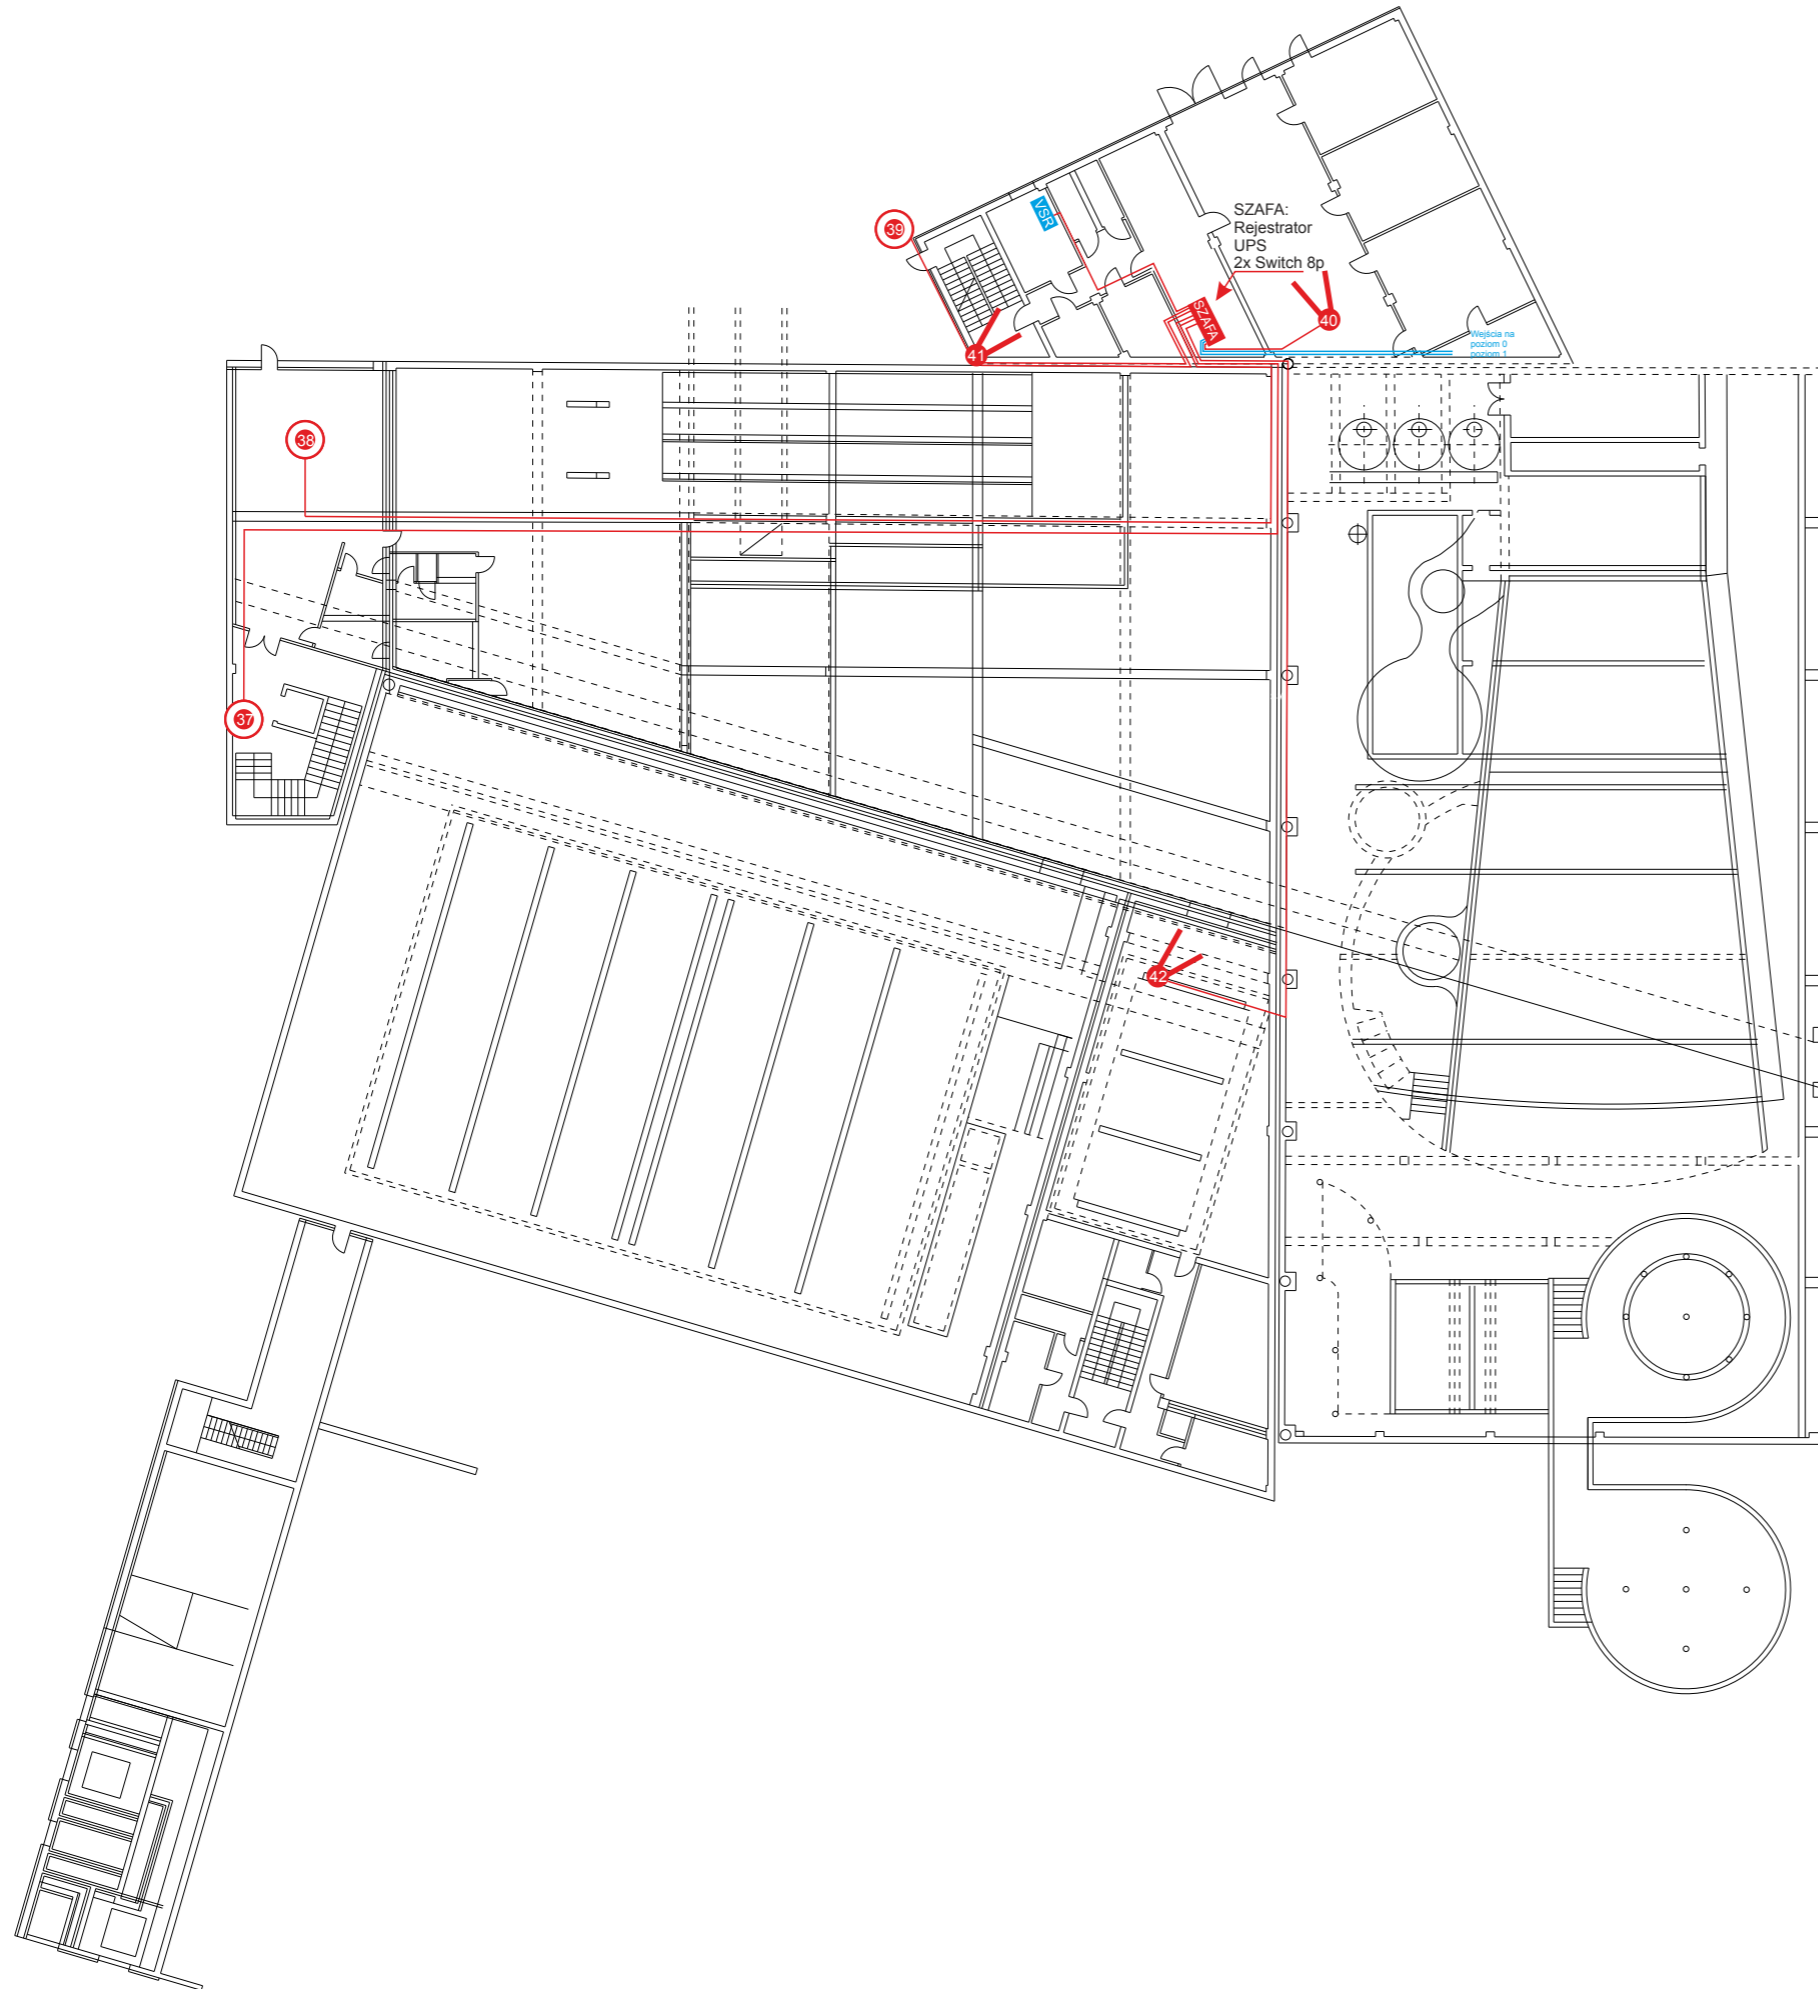 39
VSR
SZAFA:
Rejestrator
UPS
2x Switch 8p
SZAFA
40
41
Wejścia na
poziom 0
poziom 1
38
37
42